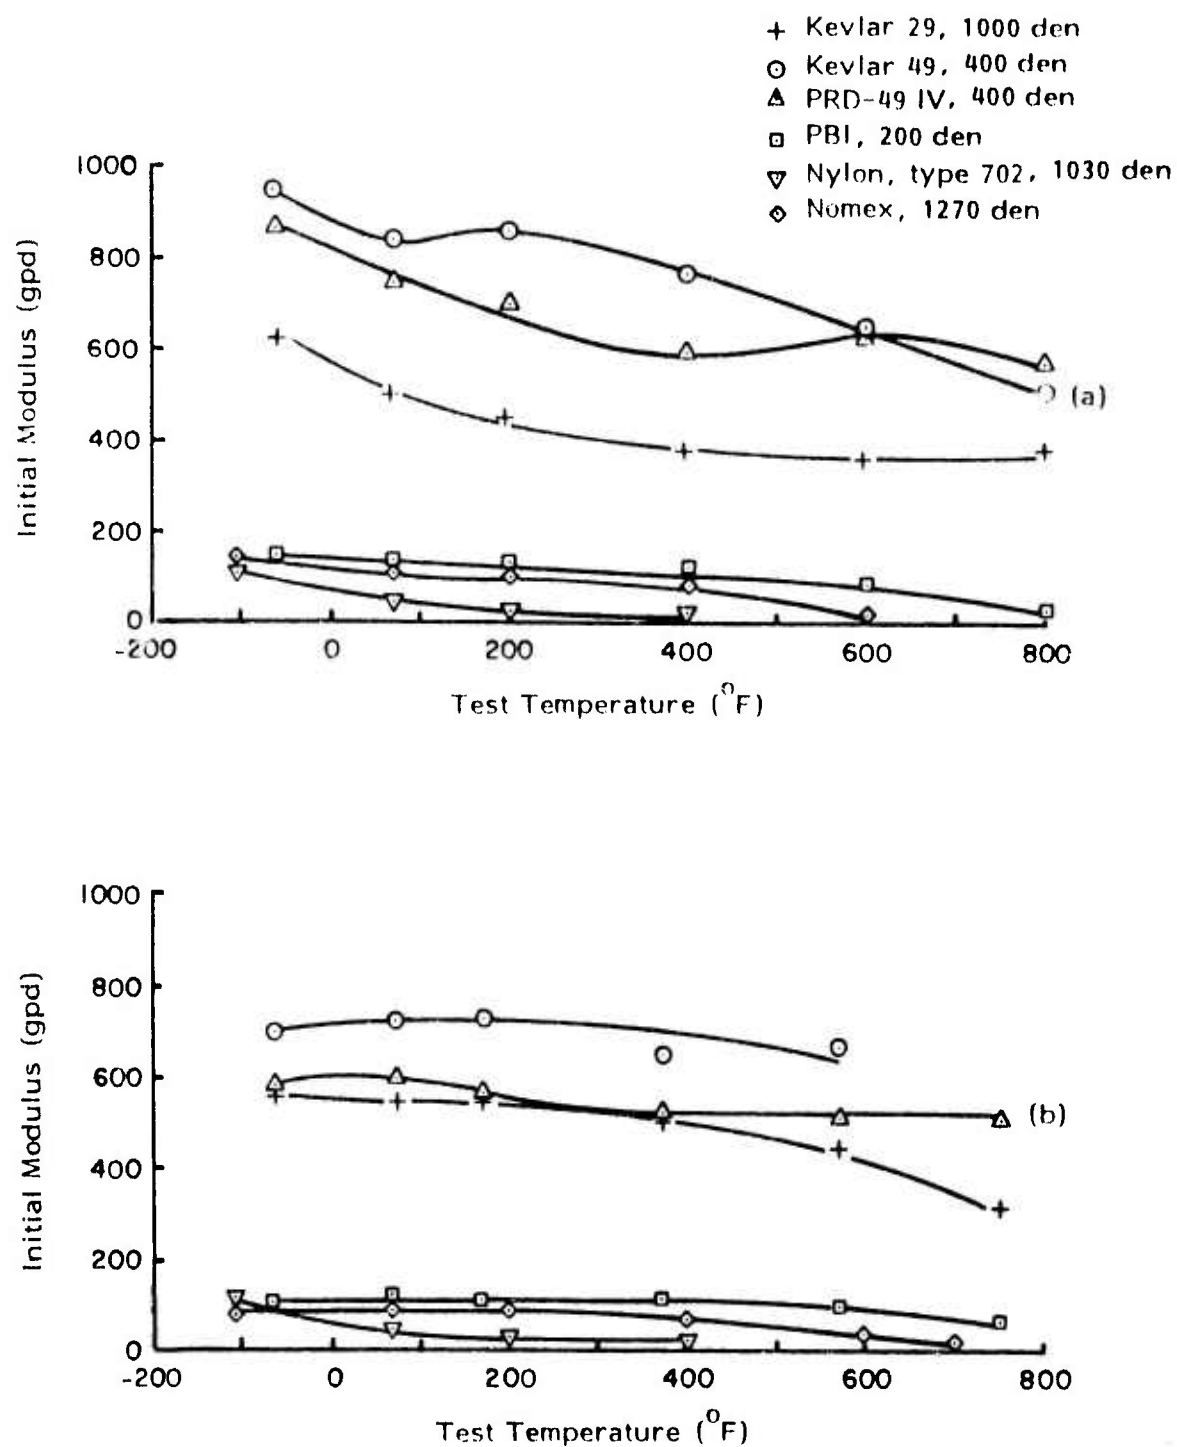 Kevlar 29, 1000 den
Kevlar 49, 400 den
PRD-49 IV, 400 den
PBI, 200 den
Nylon, type 702, 1030 den
Nomex, 1270 den
1000
800
600
400
200
0
Initial Modulus (gpd)
(a)
-200 0 200 400 600 800
Test Temperature (°F)
1000
800
600
400
200
0
Initial Modulus (gpd)
(b)
-200 0 200 400 600 800
Test Temperature (°F)